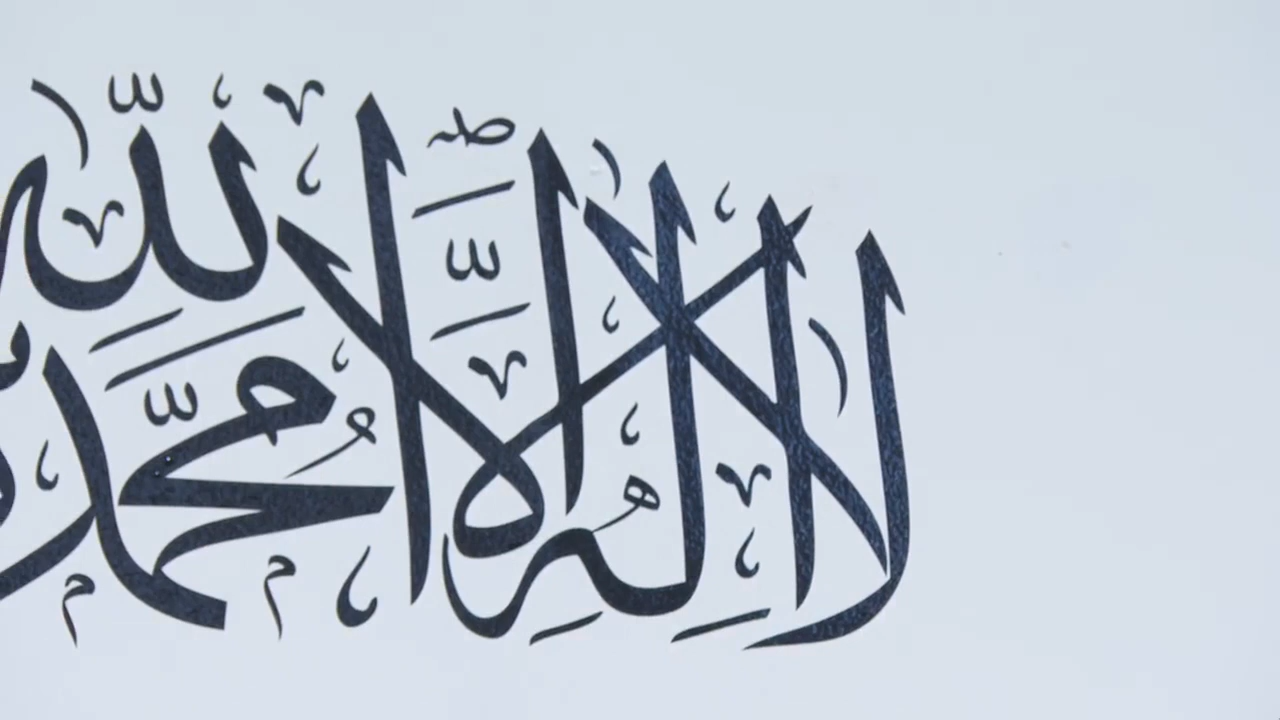 لا إله إلا الله محمد